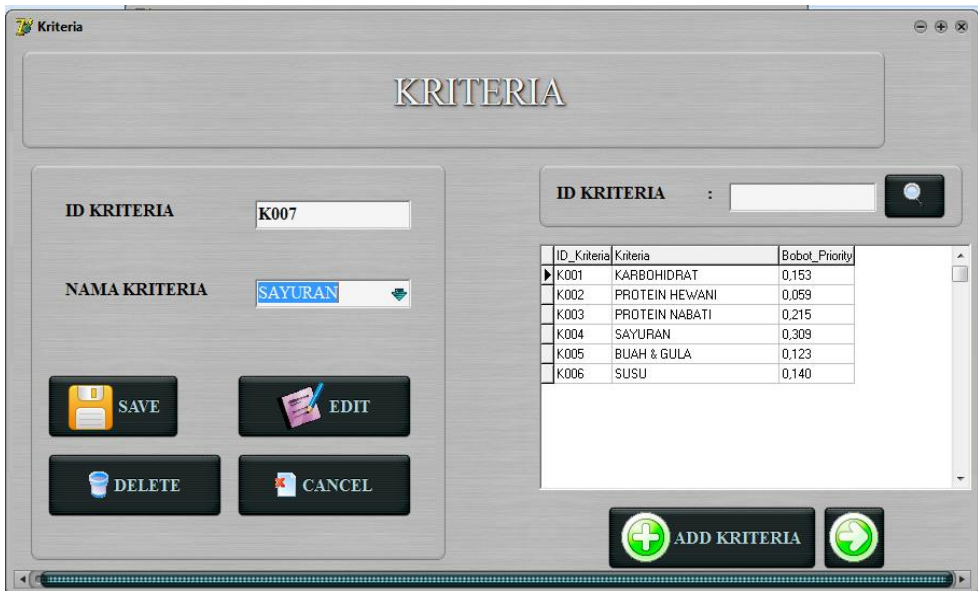 Kriteria
KRITERIA
ID KRITERIA K007
NAMA KRITERIA SAYURAN
SAVE EDIT
DELETE CANCEL
ID KRITERIA :
ID_Kriteria Kriteria Bobot_Priority
K001 KARBOHIDRAT 0,153
K002 PROTEIN HEWANI 0,059
K003 PROTEIN NABATI 0,215
K004 SAYURAN 0,309
K005 BUAH & GULA 0,123
K006 SUSU 0,140
ADD KRITERIA